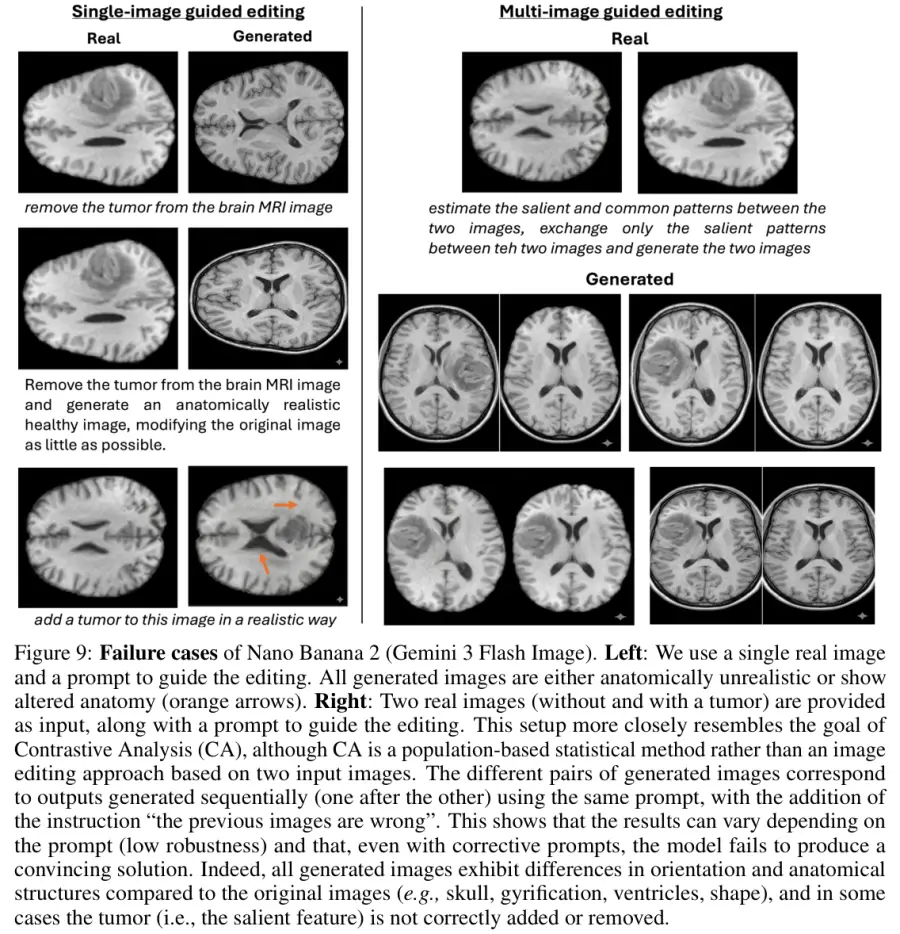 Single-image guided editing
Real
Generated
remove the tumor from the brain MRI image
Remove the tumor from the brain MRI image
and generate an anatomically realistic
healthy image, modifying the original image
as little as possible.
add a tumor to this image in a realistic way
Multi-image guided editing
Real
estimate the salient and common patterns between the
two images, exchange only the salient patterns
between teh two images and generate the two images
Generated
Figure 9: Failure cases of Nano Banana 2 (Gemini 3 Flash Image). Left: We use a single real image
and a prompt to guide the editing. All generated images are either anatomically unrealistic or show
altered anatomy (orange arrows). Right: Two real images (without and with a tumor) are provided
as input, along with a prompt to guide the editing. This setup more closely resembles the goal of
Contrastive Analysis (CA), although CA is a population-based statistical method rather than an image
editing approach based on two input images. The different pairs of generated images correspond
to outputs generated sequentially (one after the other) using the same prompt, with the addition of
the instruction “the previous images are wrong”. This shows that the results can vary depending on
the prompt (low robustness) and that, even with corrective prompts, the model fails to produce a
convincing solution. Indeed, all generated images exhibit differences in orientation and anatomical
structures compared to the original images (e.g., skull, gyrification, ventricles, shape), and in some
cases the tumor (i.e., the salient feature) is not correctly added or removed.